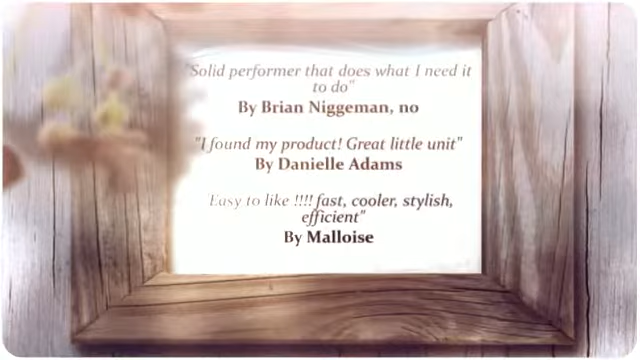 "Solid performer that does what I need it
to do"
By Brian Niggeman, no
"I found my product! Great little unit"
By Danielle Adams
"Easy to like !!!! fast, cooler, stylish,
efficient"
By Malloise